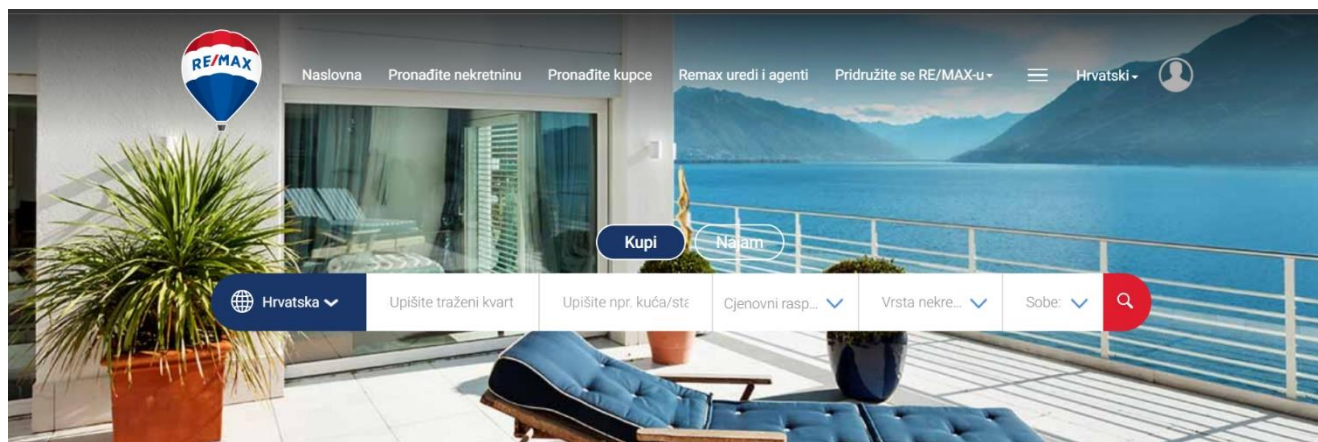 RE/MAX
Naslovna Pronađite nekretninu Pronađite kupce Remax uredi i agenti Pridružite se RE/MAX-u Hrvatski
Kupi Najam
Hrvatska Upišite traženi kvart Upišite npr. kuća/sta Cjenovni rasp... Vrsta nekre... Sobe: